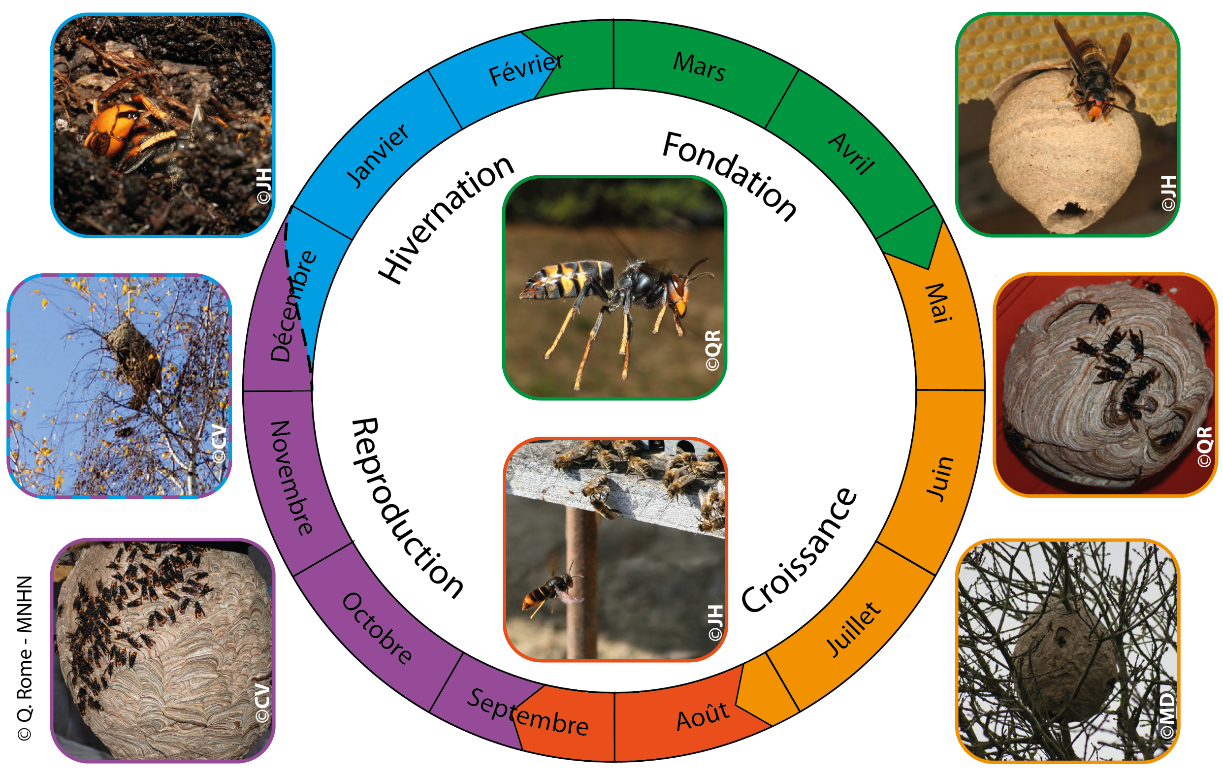 Janvier
Février
Mars
Avril
Mai
Juin
Juillet
Août
Septembre
Octobre
Novembre
Décembre
Hivernation
Fondation
Croissance
Reproduction
©JH
©JH
©QR
©CV
©QR
©JH
©CV
©MDJ
© Q. Rome - MNHN